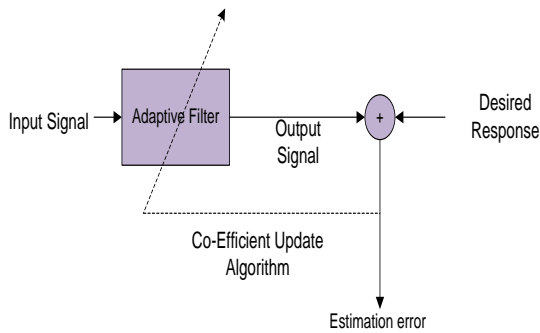 Input Signal
Adaptive Filter
Output
Signal
+
Desired
Response
Co-Efficient Update
Algorithm
Estimation error